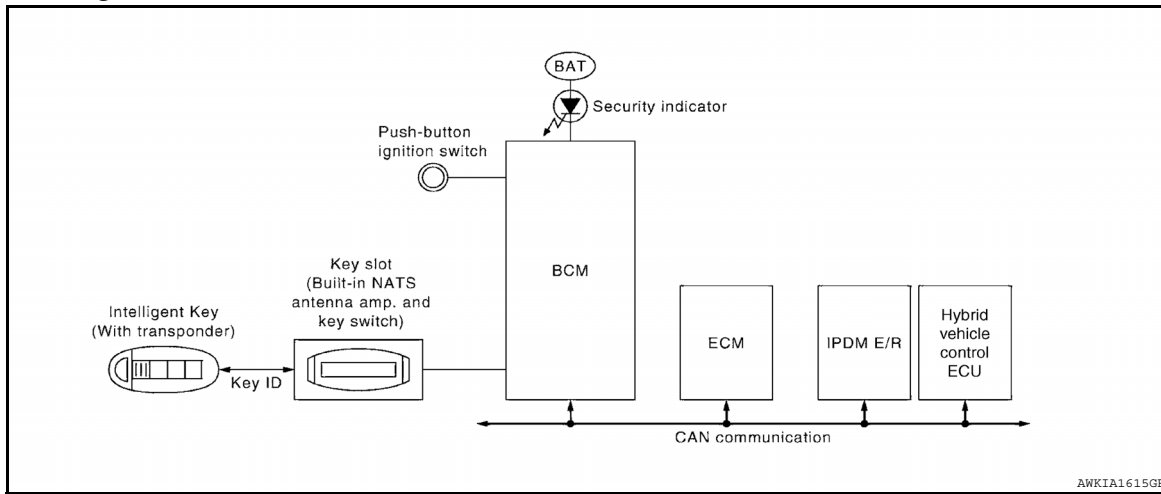 BAT
Security indicator
Push-button
ignition switch
BCM
Key slot
(Built-in NATS
antenna amp. and
key switch)
Intelligent Key
(With transponder)
Key ID
ECM
IPDM E/R
Hybrid
vehicle
control
ECU
CAN communication